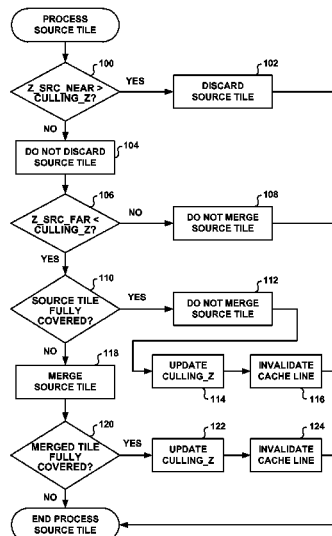 PROCESS
SOURCE TILE
100
Z_SRC_NEAR >
CULLING_Z?
YES
102
DISCARD
SOURCE TILE
NO
104
DO NOT DISCARD
SOURCE TILE
106
Z_SRC_FAR <
CULLING_Z?
NO
108
DO NOT MERGE
SOURCE TILE
YES
110
SOURCE TILE
FULLY
COVERED?
YES
112
DO NOT MERGE
SOURCE TILE
NO
118
MERGE
SOURCE TILE
UPDATE
CULLING_Z
114
INVALIDATE
CACHE LINE
116
120
MERGED TILE
FULLY
COVERED?
YES
122
UPDATE
CULLING_Z
124
INVALIDATE
CACHE LINE
NO
END PROCESS
SOURCE TILE